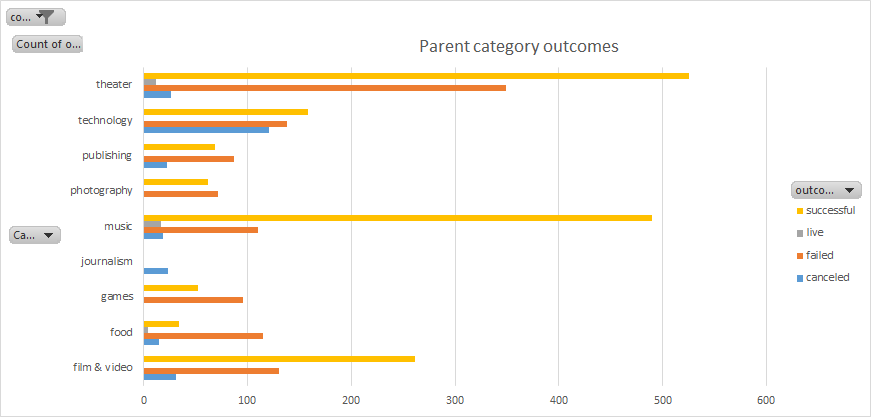 co...
Count of o...
Parent category outcomes
theater
technology
publishing
photography
music
journalism
games
food
film & video
Ca...
0 100 200 300 400 500 600
outco...
successful
live
failed
canceled